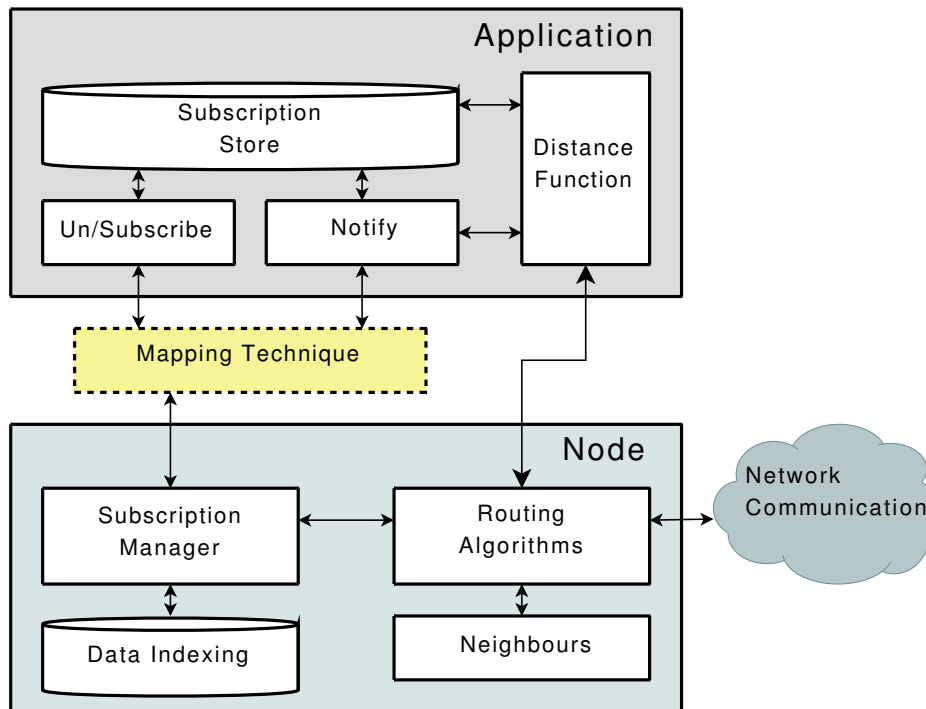 Application
Subscription
Store
Distance
Function
Un/Subscribe
Notify
Mapping Technique
Node
Subscription
Manager
Routing
Algorithms
Network
Communication
Data Indexing
Neighbours